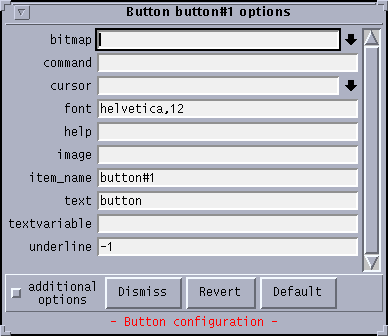 Button button#1 options
bitmap
command
cursor
font helvetica,12
help
image
item_name button#1
text button
textvariable
underline -1
additional options Dismiss Revert Default
- Button configuration -